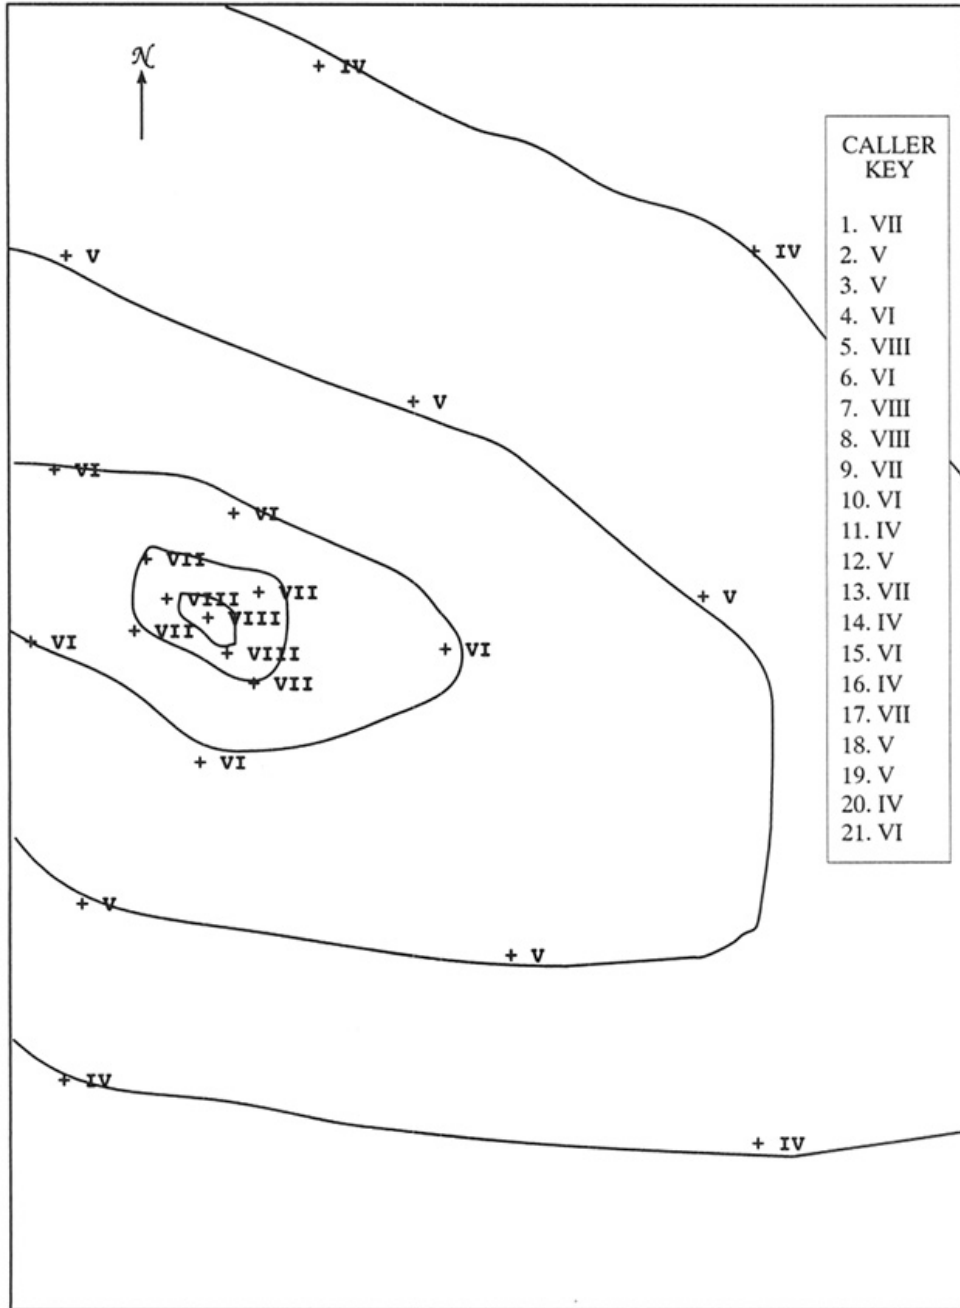 N
+ IV
+ IV
+ V
+ V
+ VI
+ VI
+ VII
+ VII
+ VIII
+ V
+ VIII
+ VII
+ VI
+ VI
+ VIII
+ VII
+ VI
+ V
+ V
+ IV
+ IV
CALLER
KEY
1. VII
2. V
3. V
4. VI
5. VIII
6. VI
7. VIII
8. VIII
9. VII
10. VI
11. IV
12. V
13. VII
14. IV
15. VI
16. IV
17. VII
18. V
19. V
20. IV
21. VI